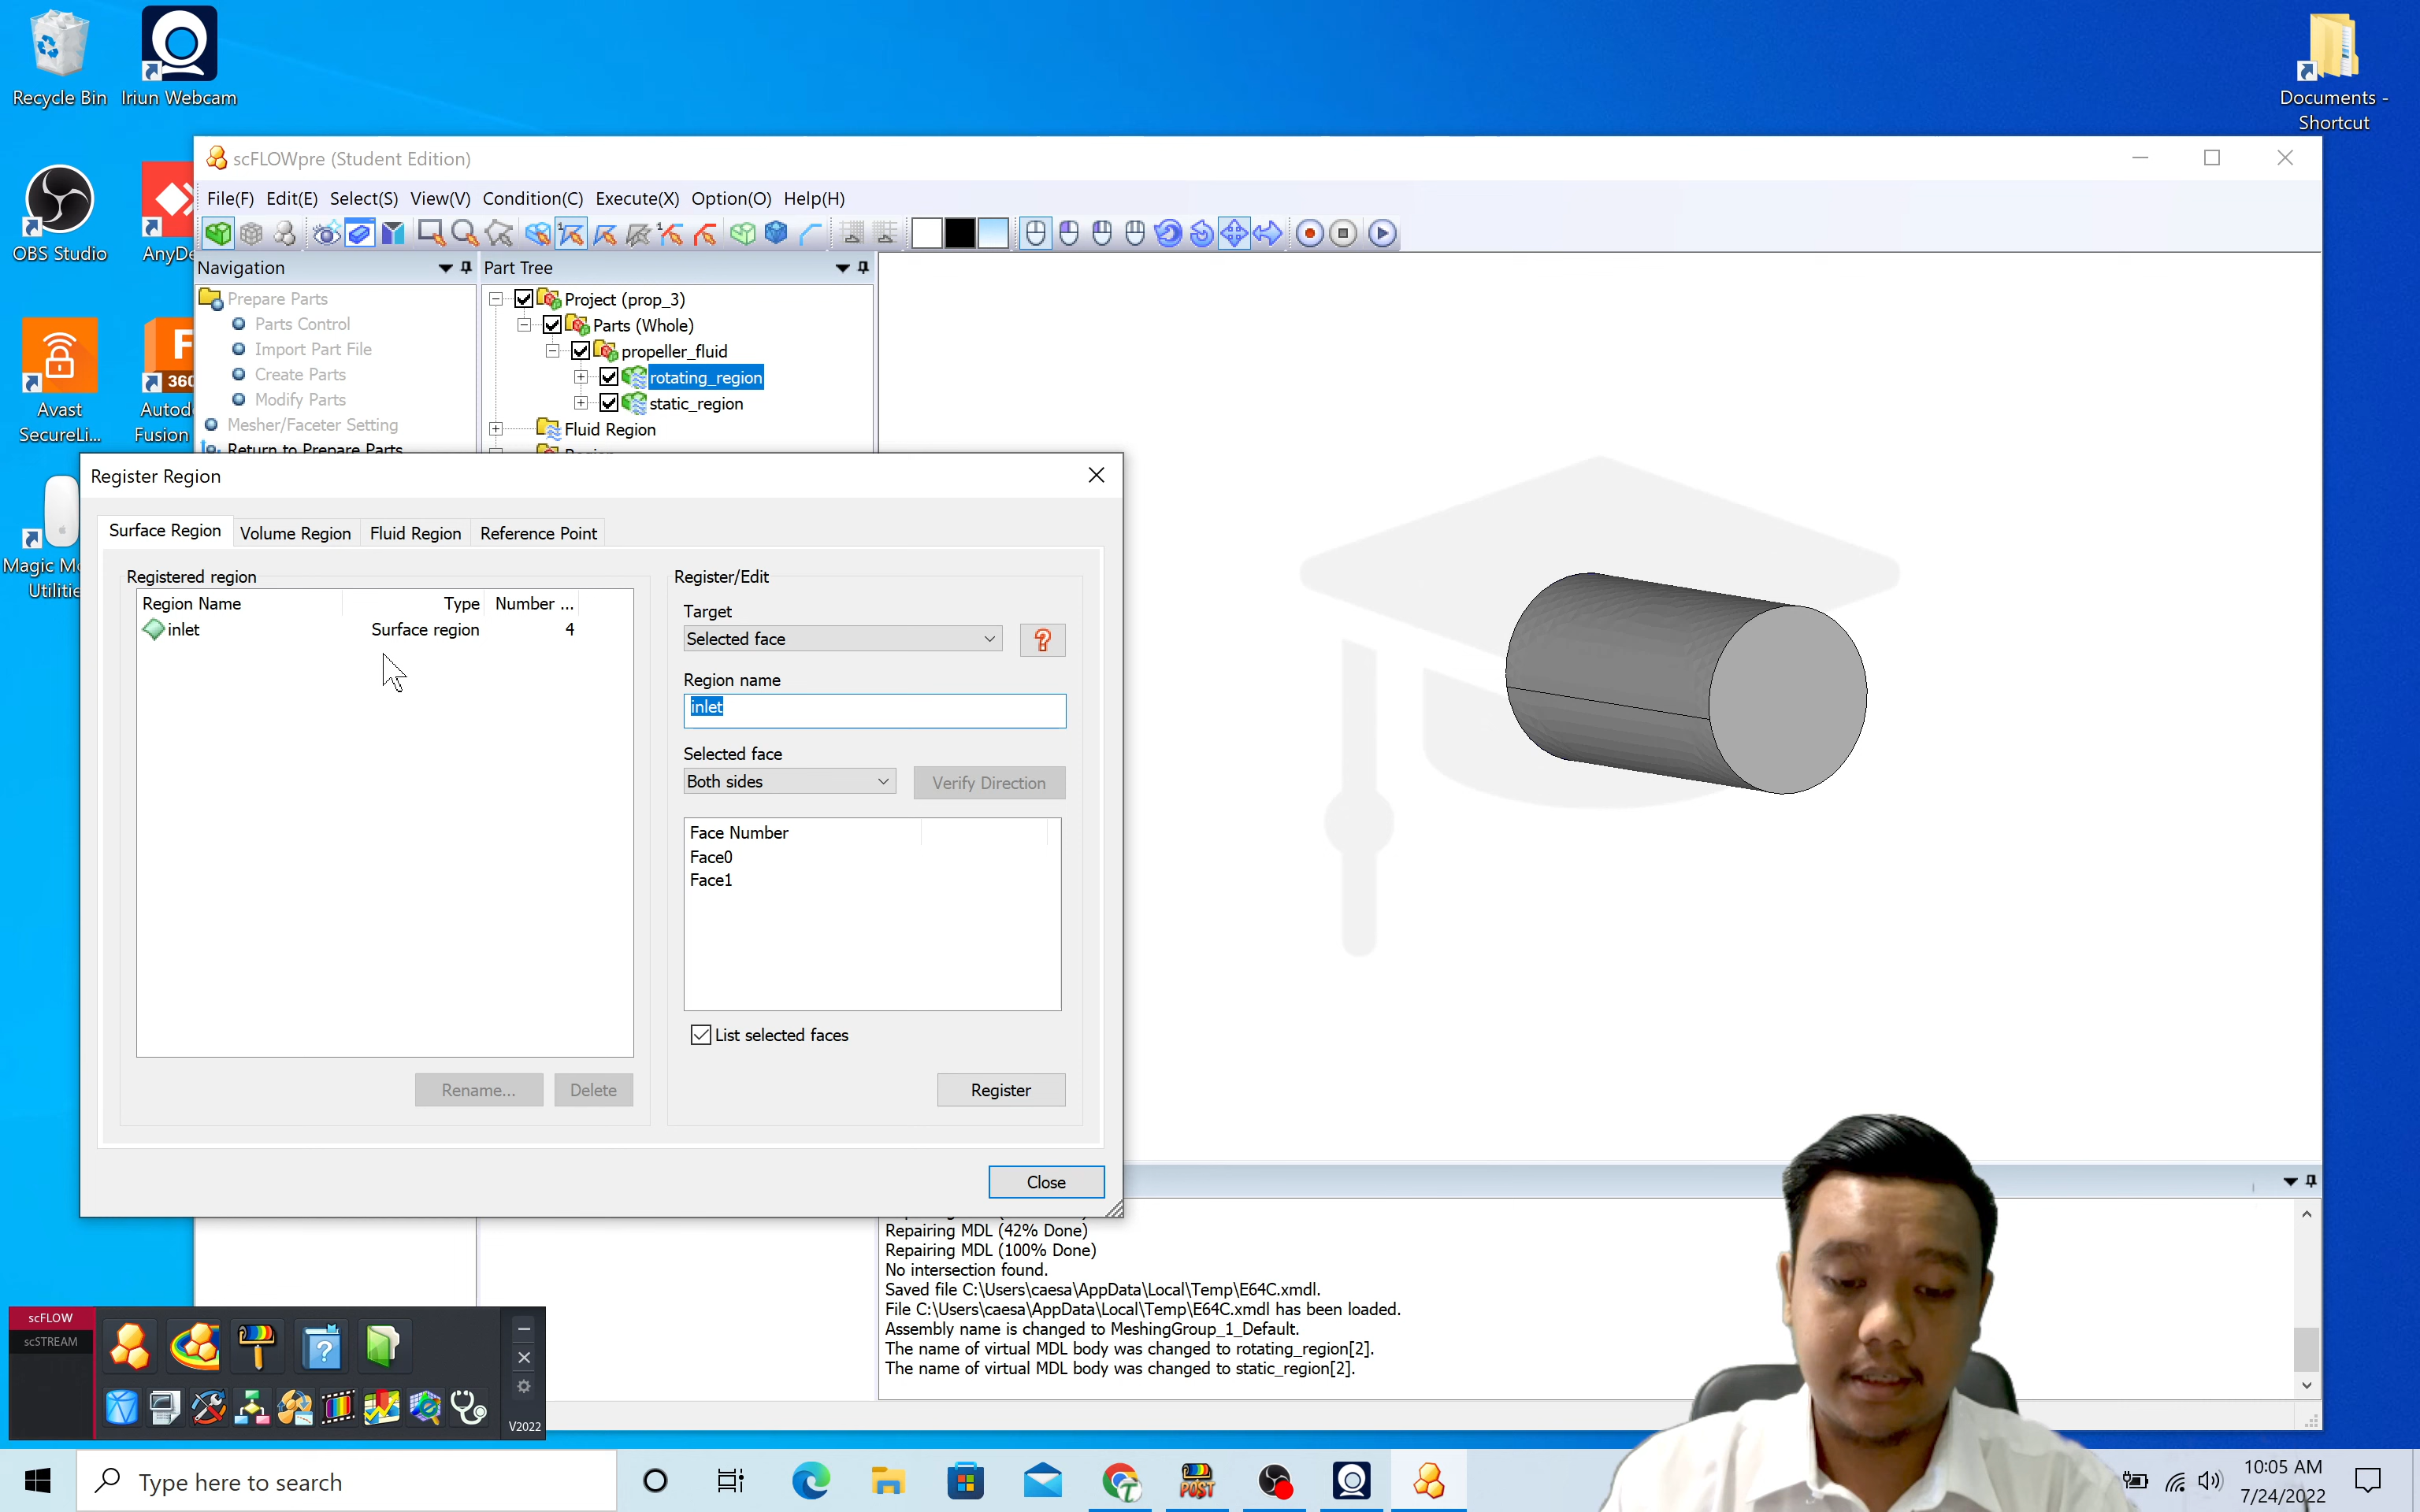 Recycle Bin
Iriun Webcam
Documents -
Shortcut
OBS Studio
Avast
SecureLi...
Fusion
360
scFLOWpre (Student Edition)
File(F) Edit(E) Select(S) View(V) Condition(C) Execute(X) Option(O) Help(H)
Navigation
Prepare Parts
Parts Control
Import Part File
Create Parts
Modify Parts
Mesher/Faceter Setting
Return to Prepare Parts
Part Tree
Project (prop_3)
Parts (Whole)
propeller_fluid
rotating_region
static_region
Fluid Region
Register Region
Surface Region
Volume Region
Fluid Region
Reference Point
Registered region
Region Name Type Number ...
inlet Surface region 4
Rename...
Delete
Register/Edit
Target
Selected face
?
Region name
inlet
Selected face
Both sides
Verify Direction
Face Number
Face0
Face1
List selected faces
Register
Close
Repairing MDL (42% Done)
Repairing MDL (100% Done)
No intersection found.
Saved file C:\Users\caesa\AppData\Local\Temp\E64C.xmdl.
File C:\Users\caesa\AppData\Local\Temp\E64C.xmdl has been loaded.
Assembly name is changed to MeshingGroup_1_Default.
The name of virtual MDL body was changed to rotating_region[2].
The name of virtual MDL body was changed to static_region[2].
scFLOW
scSTREAM
V2022
Type here to search
POST
10:05 AM
7/24/2022